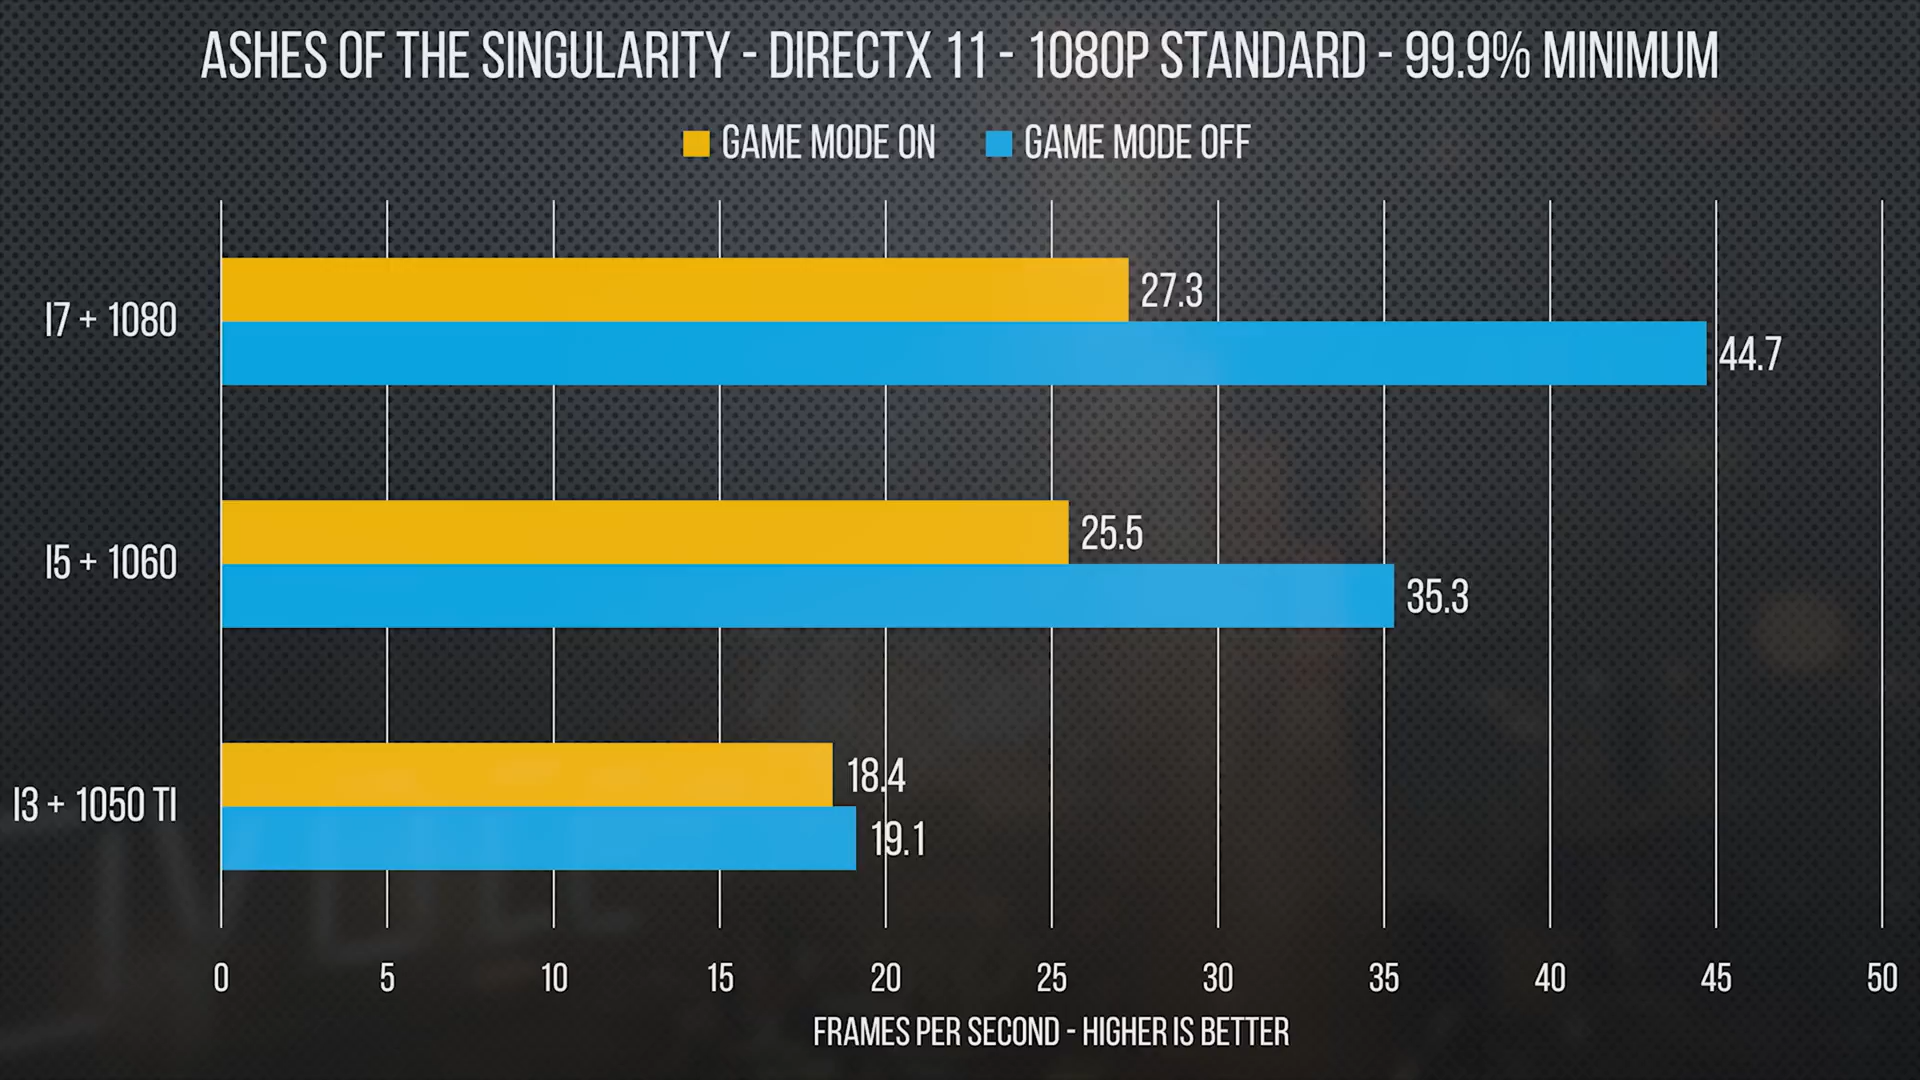 ASHES OF THE SINGULARITY - DIRECTX 11 - 1080P STANDARD - 99.9% MINIMUM
GAME MODE ON GAME MODE OFF
I7 + 1080
27.3
44.7
I5 + 1060
25.5
35.3
I3 + 1050 TI
18.4
19.1
0 5 10 15 20 25 30 35 40 45 50
FRAMES PER SECOND - HIGHER IS BETTER